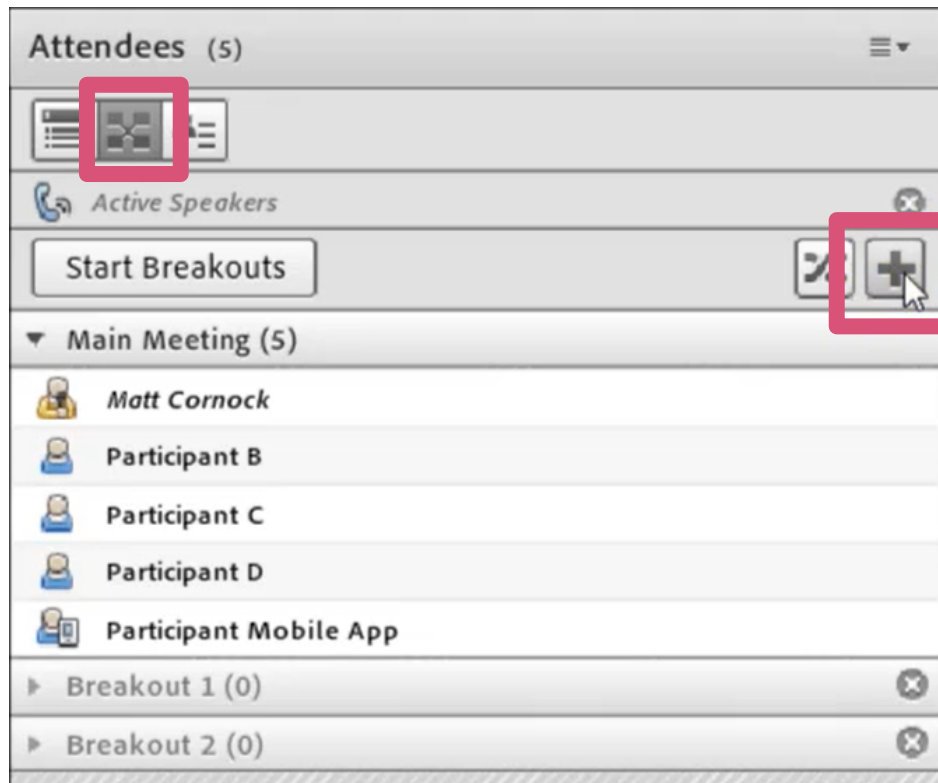 Attendees (5)
Active Speakers
Start Breakouts
Main Meeting (5)
Matt Cornock
Participant B
Participant C
Participant D
Participant Mobile App
Breakout 1 (0)
Breakout 2 (0)